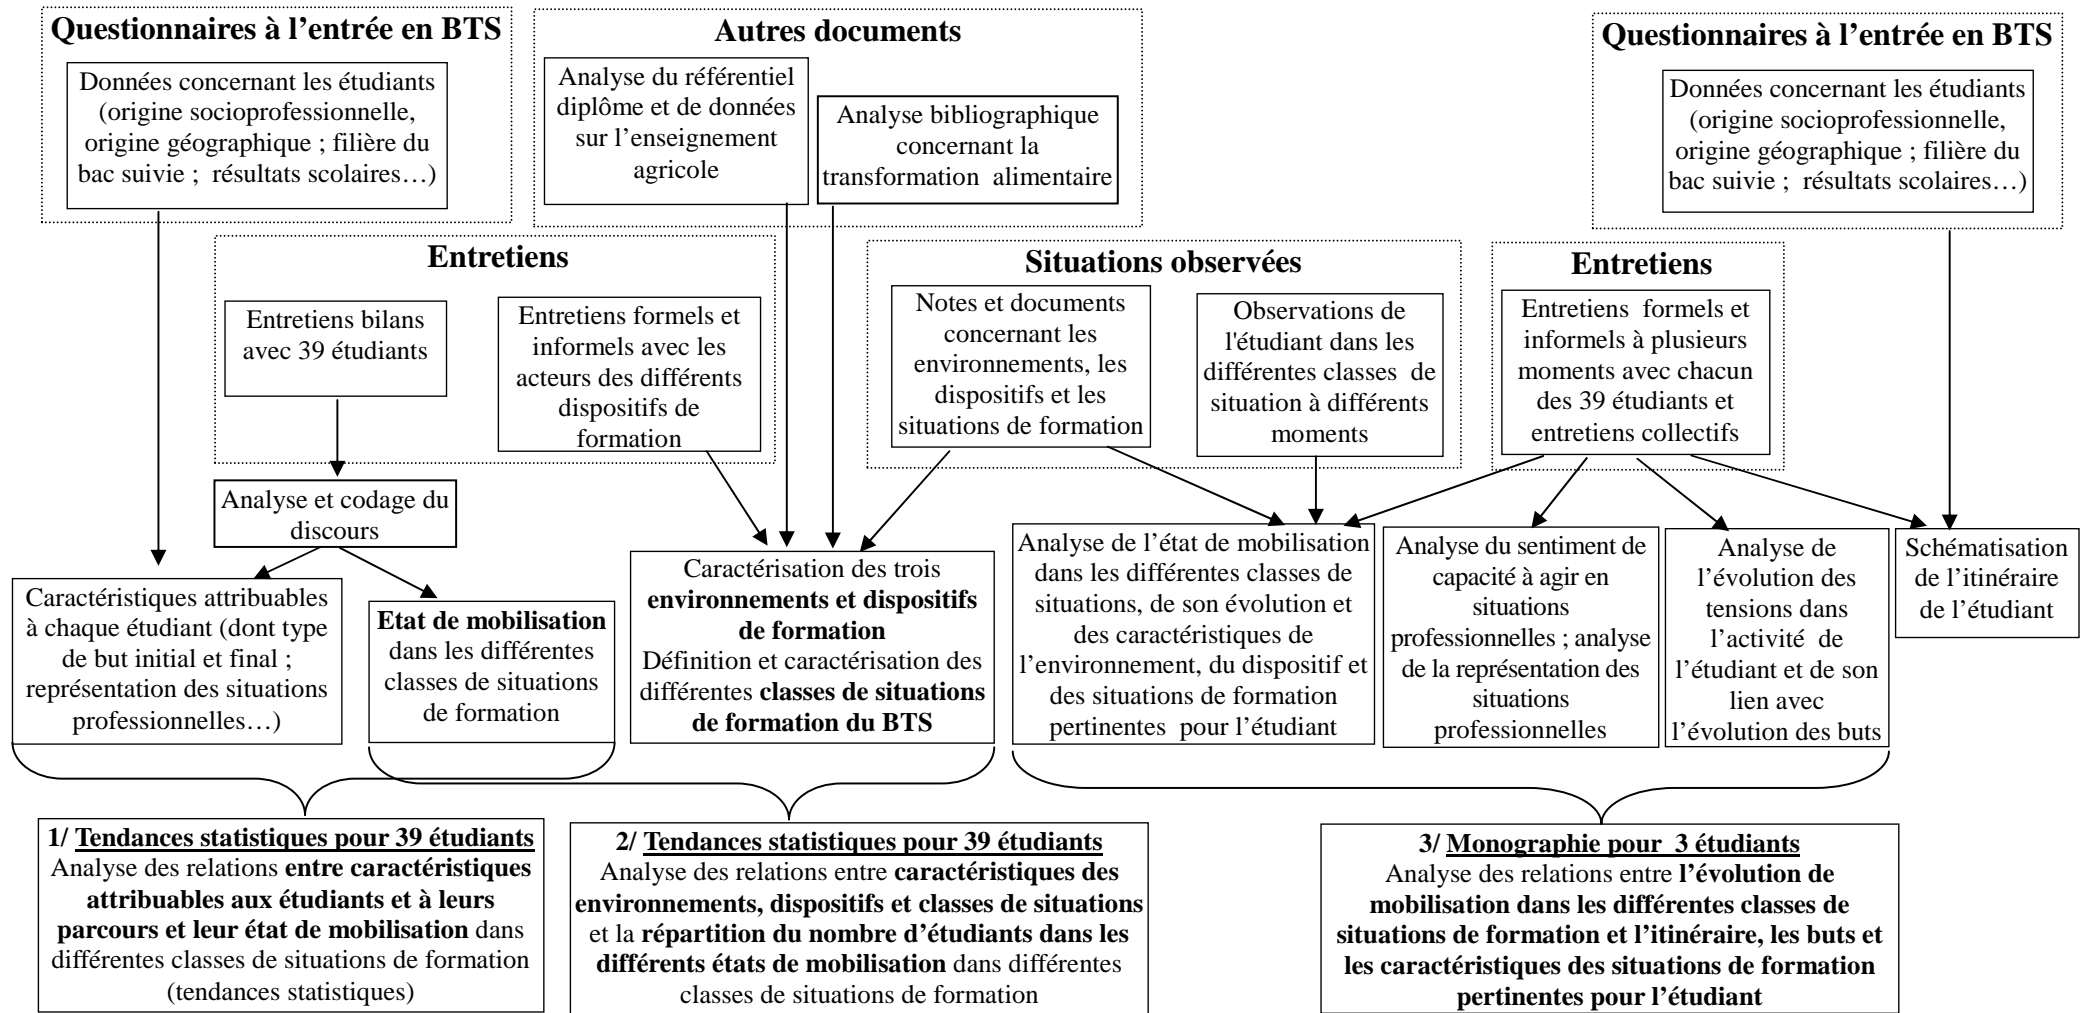 Questionnaires à l’entrée en BTS
Données concernant les étudiants
(origine socioprofessionnelle,
origine géographique ; filière du
bac suivie ; résultats scolaires…)
Autres documents
Analyse du référentiel
diplôme et de données
sur l’enseignement
agricole
Analyse bibliographique
concernant la
transformation alimentaire
Questionnaires à l’entrée en BTS
Données concernant les étudiants
(origine socioprofessionnelle,
origine géographique ; filière du
bac suivie ; résultats scolaires…)
Entretiens
Entretiens bilans
avec 39 étudiants
Entretiens formels et
informels avec les
acteurs des différents
dispositifs de
formation
Situations observées
Notes et documents
concernant les
environnements, les
dispositifs et les
situations de formation
Observations de
l'étudiant dans les
différentes classes de
situation à différents
moments
Entretiens
Entretiens formels et
informels à plusieurs
moments avec chacun
des 39 étudiants et
entretiens collectifs
Analyse et codage du
discours
Caractéristiques attribuables
à chaque étudiant (dont type
de but initial et final ;
représentation des situations
professionnelles…)
Etat de mobilisation
dans les différentes
classes de situations
de formation
Caractérisation des trois
environnements et dispositifs
de formation
Définition et caractérisation des
différentes classes de situations
de formation du BTS
Analyse de l’état de mobilisation
dans les différentes classes de
situations, de son évolution et
des caractéristiques de
l’environnement, du dispositif et
des situations de formation
pertinentes pour l’étudiant
Analyse du sentiment de
capacité à agir en
situations
professionnelles ; analyse
de la représentation des
situations
professionnelles
Analyse de
l’évolution des
tensions dans
l’activité de
l’étudiant et de son
lien avec
l’évolution des buts
Schématisation
de l’itinéraire
de l’étudiant
1/ Tendances statistiques pour 39 étudiants
Analyse des relations entre caractéristiques
attribuables aux étudiants et à leurs
parcours et leur état de mobilisation dans
différentes classes de situations de formation
(tendances statistiques)
2/ Tendances statistiques pour 39 étudiants
Analyse des relations entre caractéristiques des
environnements, dispositifs et classes de situations
et la répartition du nombre d’étudiants dans les
différents états de mobilisation dans différentes
classes de situations de formation
3/ Monographie pour 3 étudiants
Analyse des relations entre l’évolution de
mobilisation dans les différentes classes de
situations de formation et l’itinéraire, les buts et
les caractéristiques des situations de formation
pertinentes pour l’étudiant